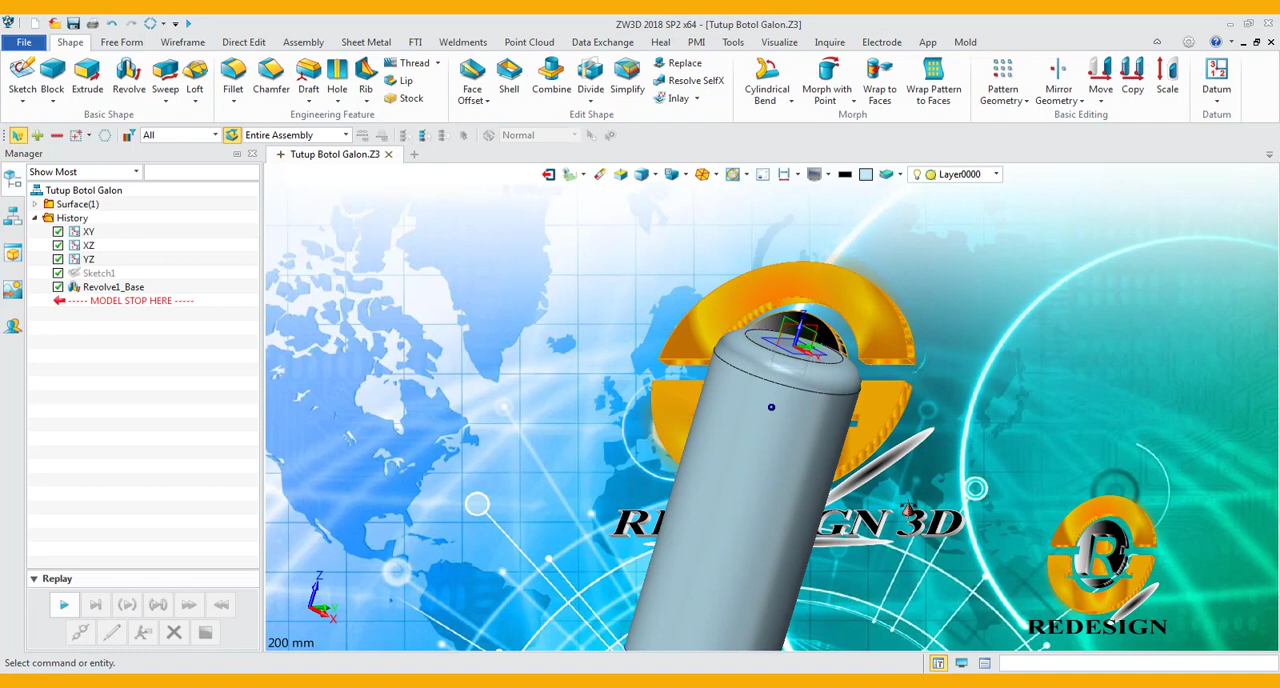 ZW3D 2018 SP2 x64 - [Tutup Botol Galon.Z3]
File Shape Free Form Wireframe Direct Edit Assembly Sheet Metal FTI Weldments Point Cloud Data Exchange Heal PMI Tools Visualize Inquire Electrode App Mold
Sketch Block Extrude Revolve Sweep Loft
Basic Shape
Fillet Chamfer Draft Hole Rib
Thread
Lip
Stock
Engineering Feature
Face Offset Shell Combine Divide Simplify
Replace
Resolve SelfX
Inlay
Edit Shape
Cylindrical Bend Morph with Point Wrap to Faces Wrap Pattern to Faces
Morph
Pattern Geometry Mirror Geometry Move Copy Scale
Basic Editing
Datum
Datum
All Entire Assembly Normal
Manager
Tutup Botol Galon.Z3
Show Most
Layer0000
Tutup Botol Galon
Surface(1)
History
XY
XZ
YZ
Sketch1
Revolve1_Base
----- MODEL STOP HERE -----
Z
X
REDESIGN
Replay
Z
Y
X
200 mm
R
REDESIGN
Select command or entity.